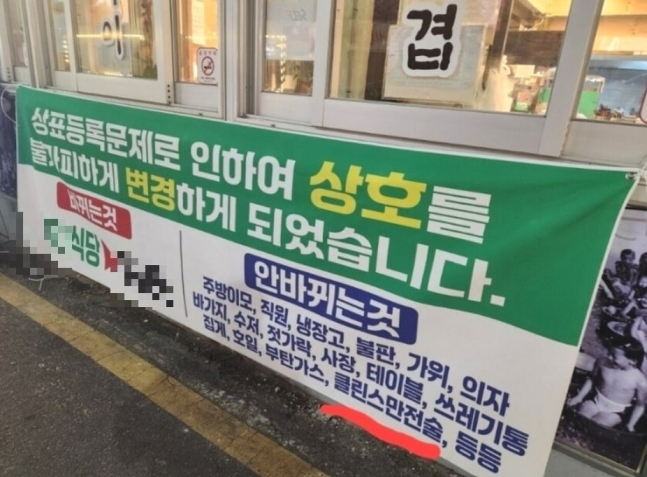 겹
상표등록문제로 인하여 상호를
불가피하게 변경하게 되었습니다.
바뀌는것
식당
안바뀌는것
주방이모, 직원, 냉장고, 불판, 가위, 의자
바가지, 수저, 젓가락, 사장, 테이블, 쓰레기통
집게, 호일, 부탄가스, 클린스만전술, 등등